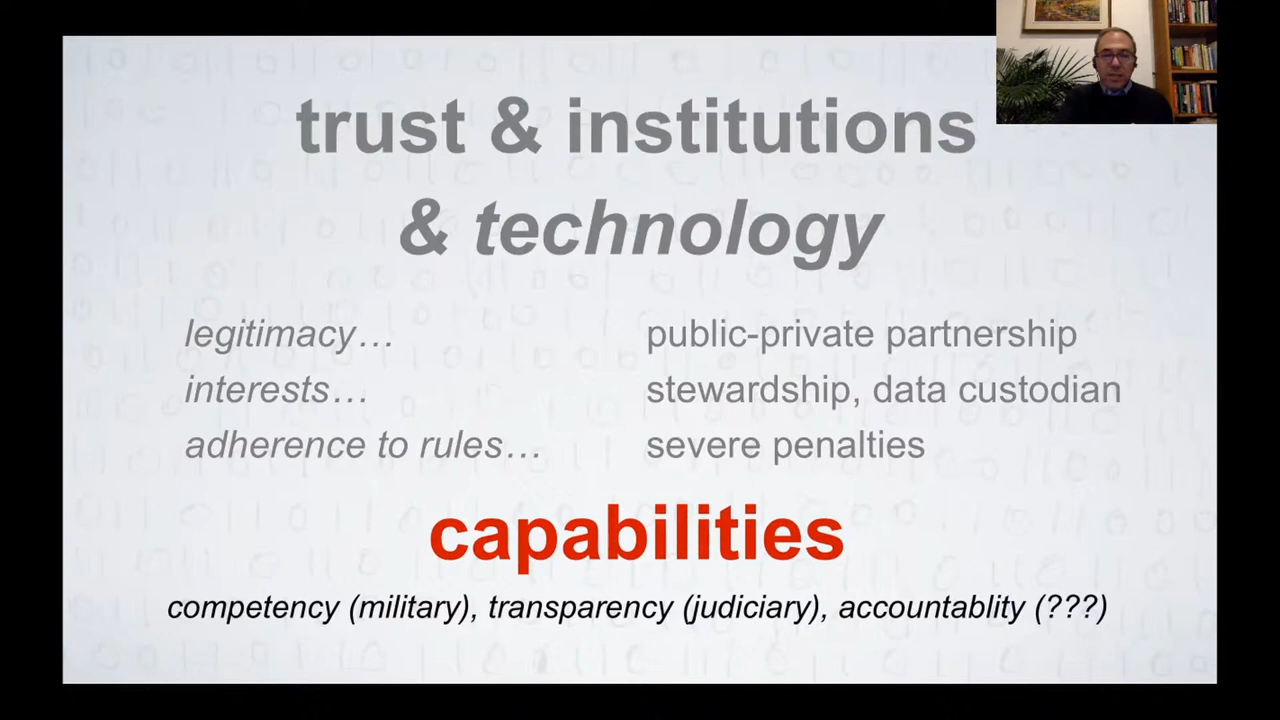 trust & institutions
& technology
legitimacy… public-private partnership
interests… stewardship, data custodian
adherence to rules… severe penalties
capabilities
competency (military), transparency (judiciary), accountablity (???)